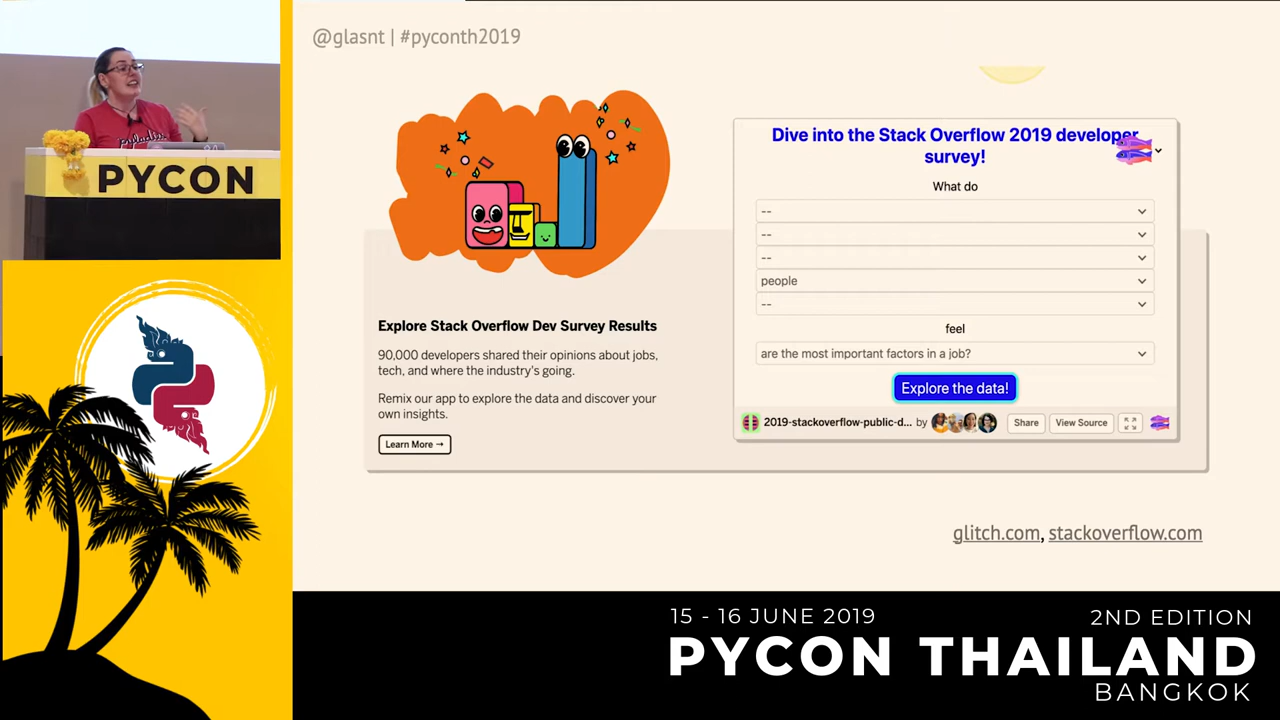 @glasnt | #pyconth2019
PYCON
Explore Stack Overflow Dev Survey Results
90,000 developers shared their opinions about jobs,
tech, and where the industry's going.
Remix our app to explore the data and discover your
own insights.
Learn More →
Dive into the Stack Overflow 2019 developer
survey!
What do
--
--
--
people
--
feel
are the most important factors in a job?
Explore the data!
2019-stackoverflow-public-d... by
Share
View Source
glitch.com, stackoverflow.com
15 - 16 JUNE 2019
2ND EDITION
PYCON THAILAND
BANGKOK